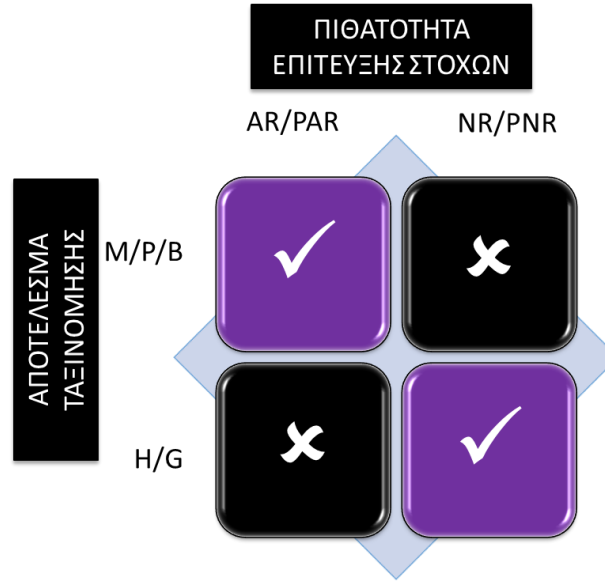 ΠΙΘΑΤΟΤΗΤΑ
ΕΠΙΤΕΥΞΗΣ ΣΤΟΧΩΝ
AR/PAR
NR/PNR
ΑΠΟΤΕΛΕΣΜΑ
ΤΑΞΙΝΟΜΗΣΗΣ
M/P/B
H/G